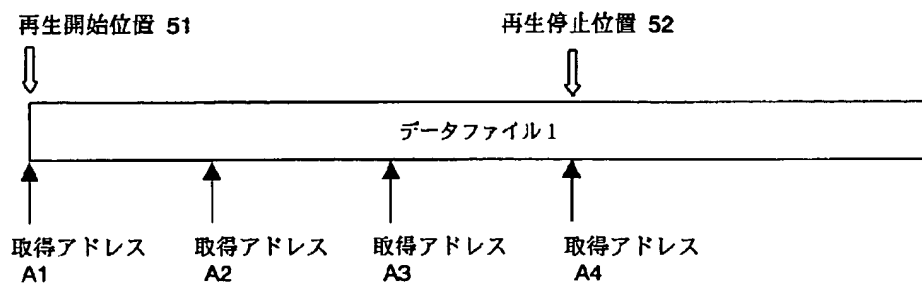 再生開始位置 51
再生停止位置 52
データファイル1
取得アドレス
A1
取得アドレス
A2
取得アドレス
A3
取得アドレス
A4